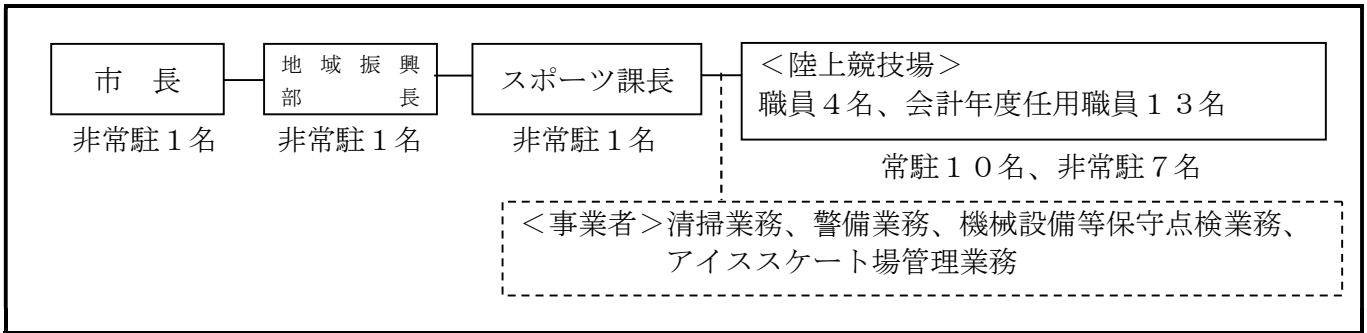 市　長
地域振興
部　　長
スポーツ課長
＜陸上競技場＞
職員４名、会計年度任用職員１３名
非常駐１名
非常駐１名
非常駐１名
常駐１０名、非常駐７名
＜事業者＞清掃業務、警備業務、機械設備等保守点検業務、
アイススケート場管理業務